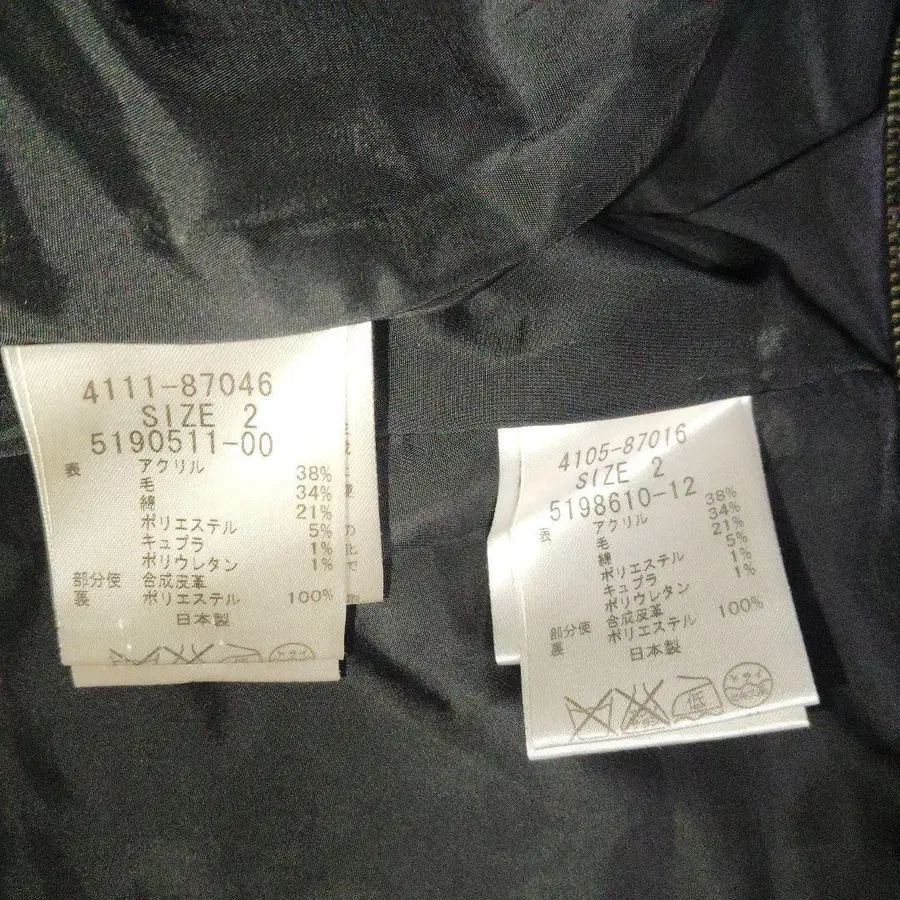 4111-87046
SIZE 2
5190511-00
表 アクリル 38%
毛 34%
綿 21%
ポリエステル 5%
キュプラ 1%
ポリウレタン 1%
部分使 合成皮革
裏 ポリエステル 100%
日本製
4105-87016
SIZE 2
5198610-12
表 アクリル 38%
毛 34%
綿 21%
ポリエステル 5%
キュプラ 1%
ポリウレタン 1%
部分使 合成皮革
裏 ポリエステル 100%
日本製
低
ドライ